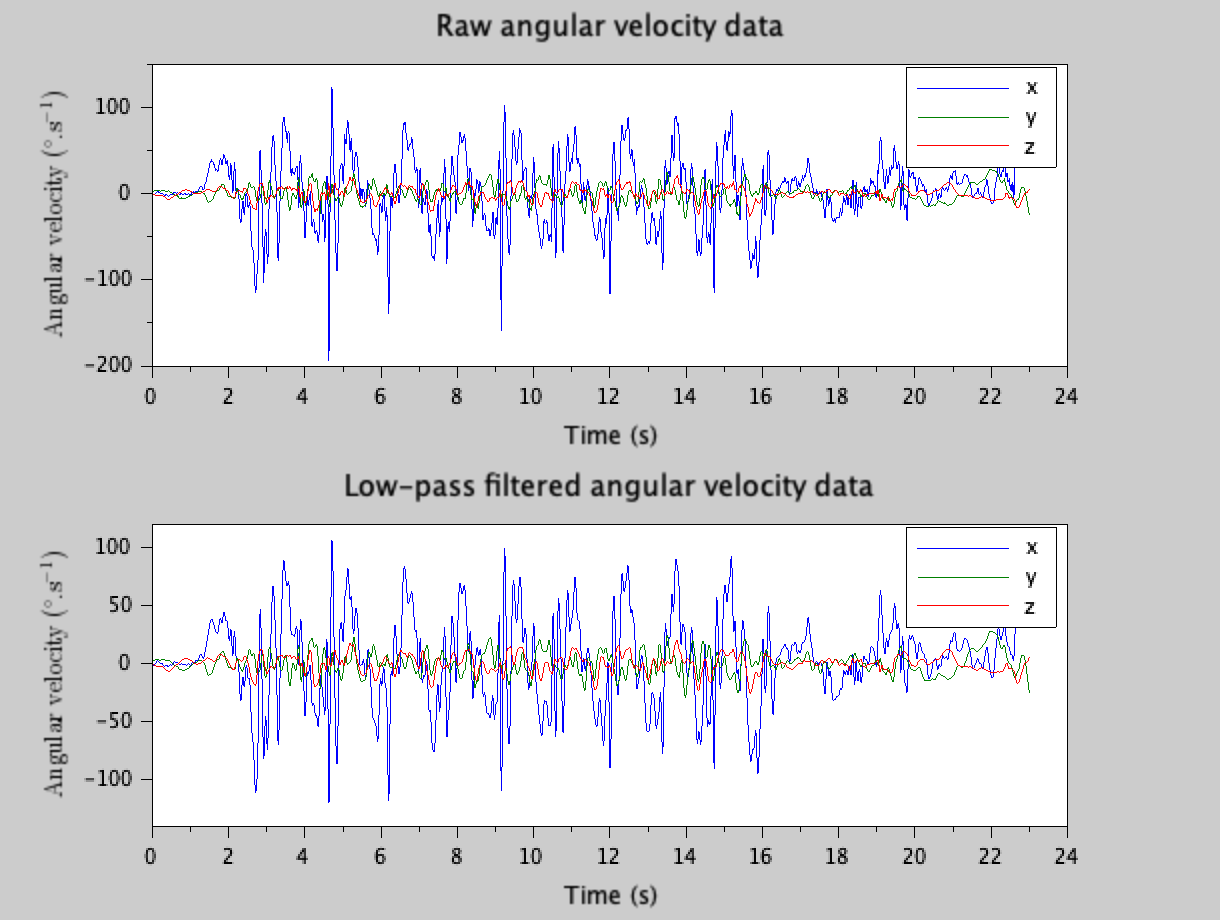 Raw angular velocity data
Angular velocity (°.s⁻¹)
100
0
-100
-200
x
y
z
0 2 4 6 8 10 12 14 16 18 20 22 24
Time (s)
Low-pass filtered angular velocity data
Angular velocity (°.s⁻¹)
100
50
0
-50
-100
x
y
z
0 2 4 6 8 10 12 14 16 18 20 22 24
Time (s)